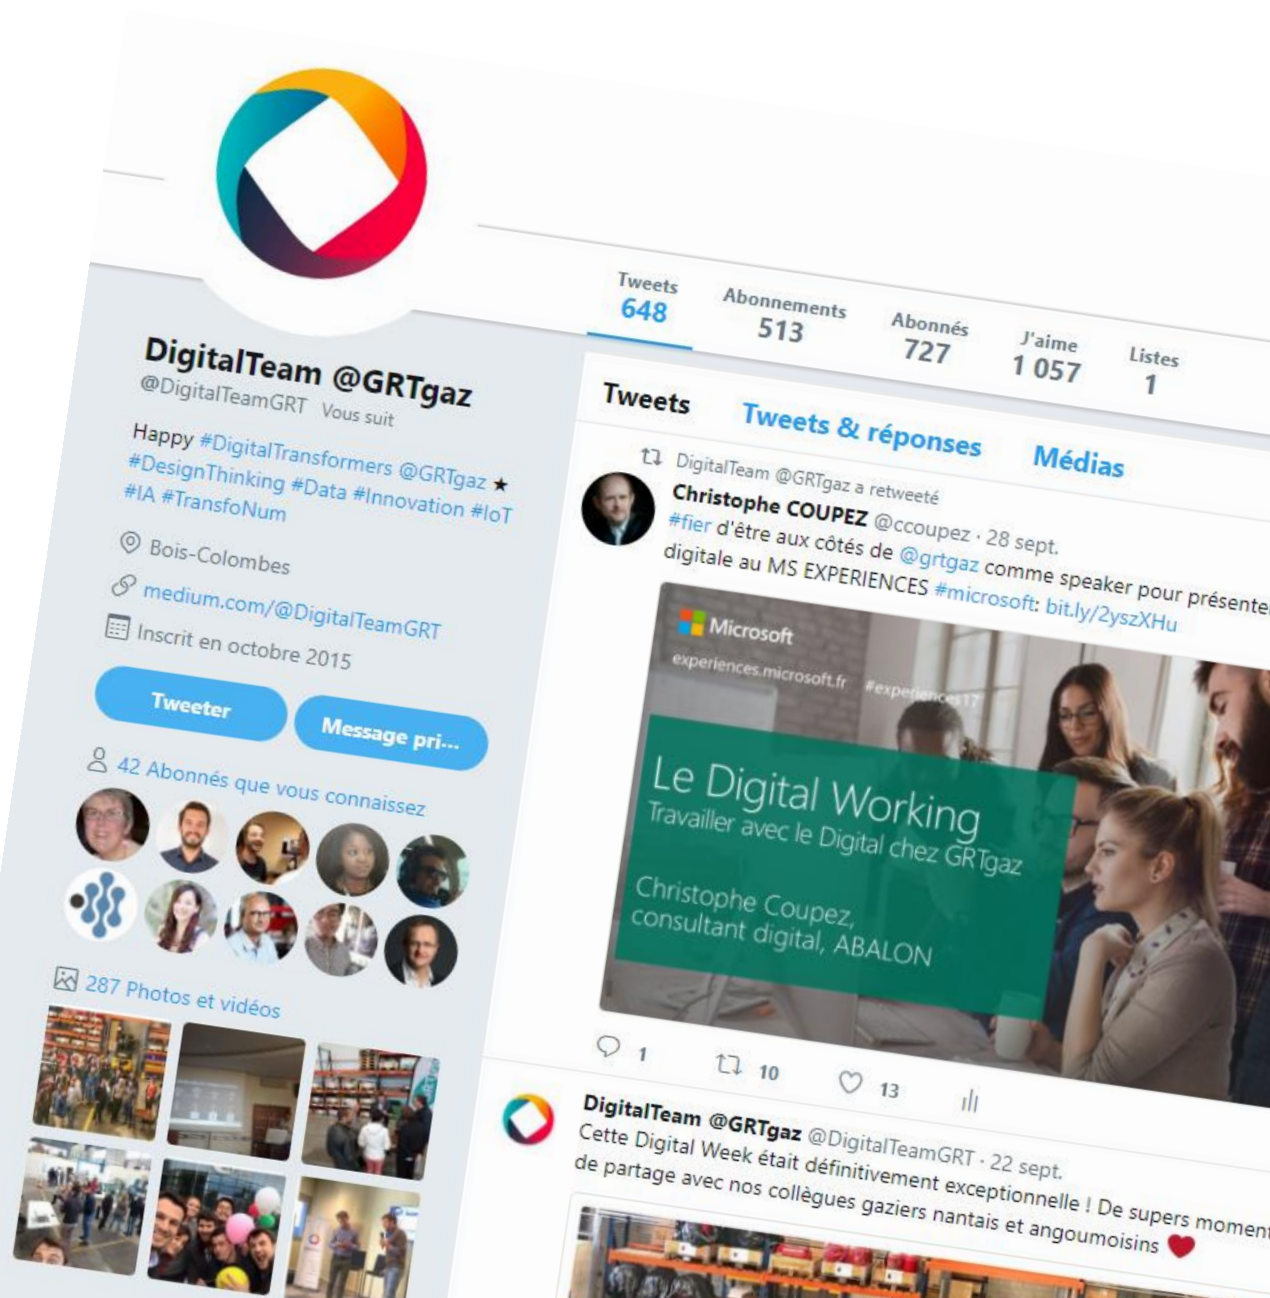 Tweets
648
Abonnements
513
Abonnés
727
J'aime
1 057
Listes
1
DigitalTeam @GRTgaz
@DigitalTeamGRT Vous suit
Happy #DigitalTransformers @GRTgaz ★
#DesignThinking #Data #Innovation #IoT
#IA #TransfoNum
Bois-Colombes
medium.com/@DigitalTeamGRT
Inscrit en octobre 2015
Tweeter
Message pri...
42 Abonnés que vous connaissez
287 Photos et vidéos
Tweets
Tweets & réponses
Médias
DigitalTeam @GRTgaz a retweeté
Christophe COUPEZ @ccoupez · 28 sept.
#fier d'être aux côtés de @grtgaz comme speaker pour présenter
digitale au MS EXPERIENCES #microsoft: bit.ly/2yszXHu
Microsoft
experiences.microsoft.fr #experiences17
Le Digital Working
Travailler avec le Digital chez GRTgaz
Christophe Coupez,
consultant digital, ABALON
1
10
13
DigitalTeam @GRTgaz @DigitalTeamGRT · 22 sept.
Cette Digital Week était définitivement exceptionnelle ! De supers moment
de partage avec nos collègues gaziers nantais et angoumoisins ❤